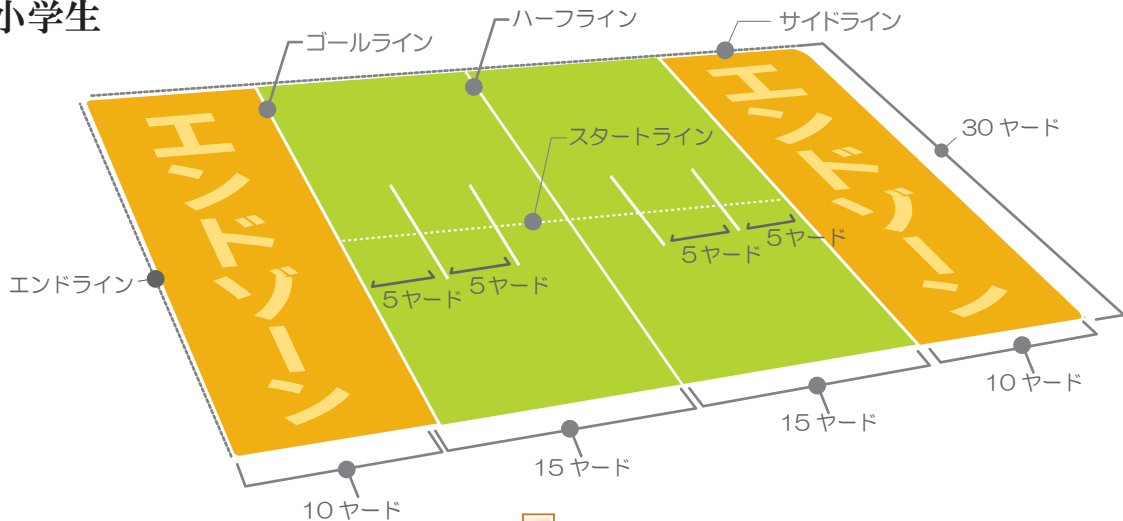 小学生
ゴールライン
ハーフライン
サイドライン
スタートライン
30 ヤード
エンドゾーン
エンドゾーン
エンドライン
5ヤード
5ヤード
5ヤード
5ヤード
10 ヤード
15 ヤード
15 ヤード
10 ヤード